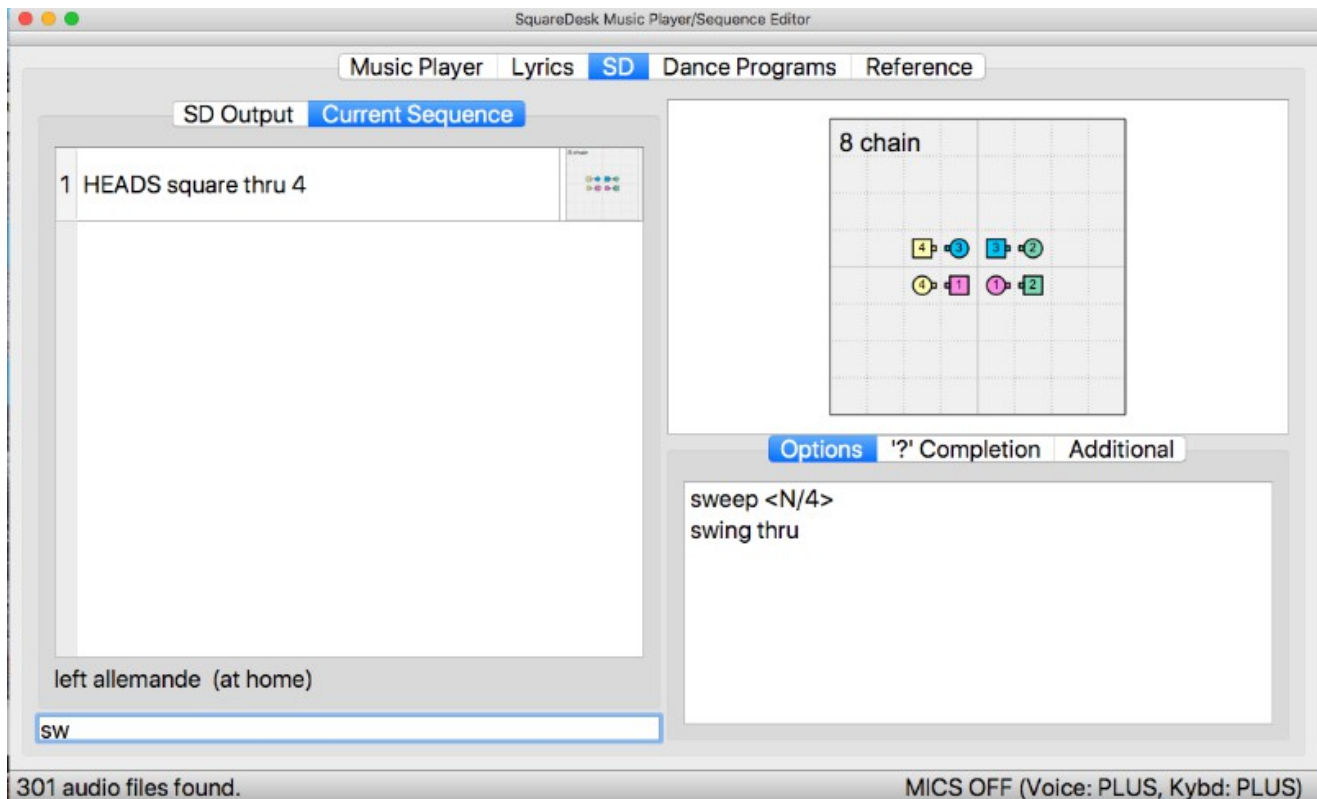 SquareDesk Music Player/Sequence Editor
Music Player Lyrics SD Dance Programs Reference
SD Output Current Sequence
1 HEADS square thru 4
8 chain
8 chain
4 3 3 2
4 1 1 2
Options '?' Completion Additional
sweep <N/4>
swing thru
left allemande (at home)
sw
301 audio files found.
MICS OFF (Voice: PLUS, Kybd: PLUS)